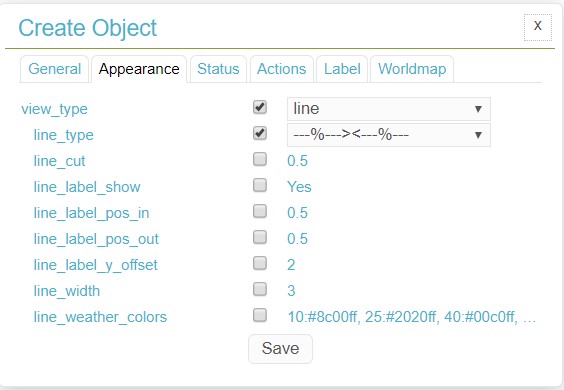 Create Object x
General Appearance Status Actions Label Worldmap
view_type line
line_type ---%---><---%---
line_cut 0.5
line_label_show Yes
line_label_pos_in 0.5
line_label_pos_out 0.5
line_label_y_offset 2
line_width 3
line_weather_colors 10:#8c00ff, 25:#2020ff, 40:#00c0ff, ...
Save